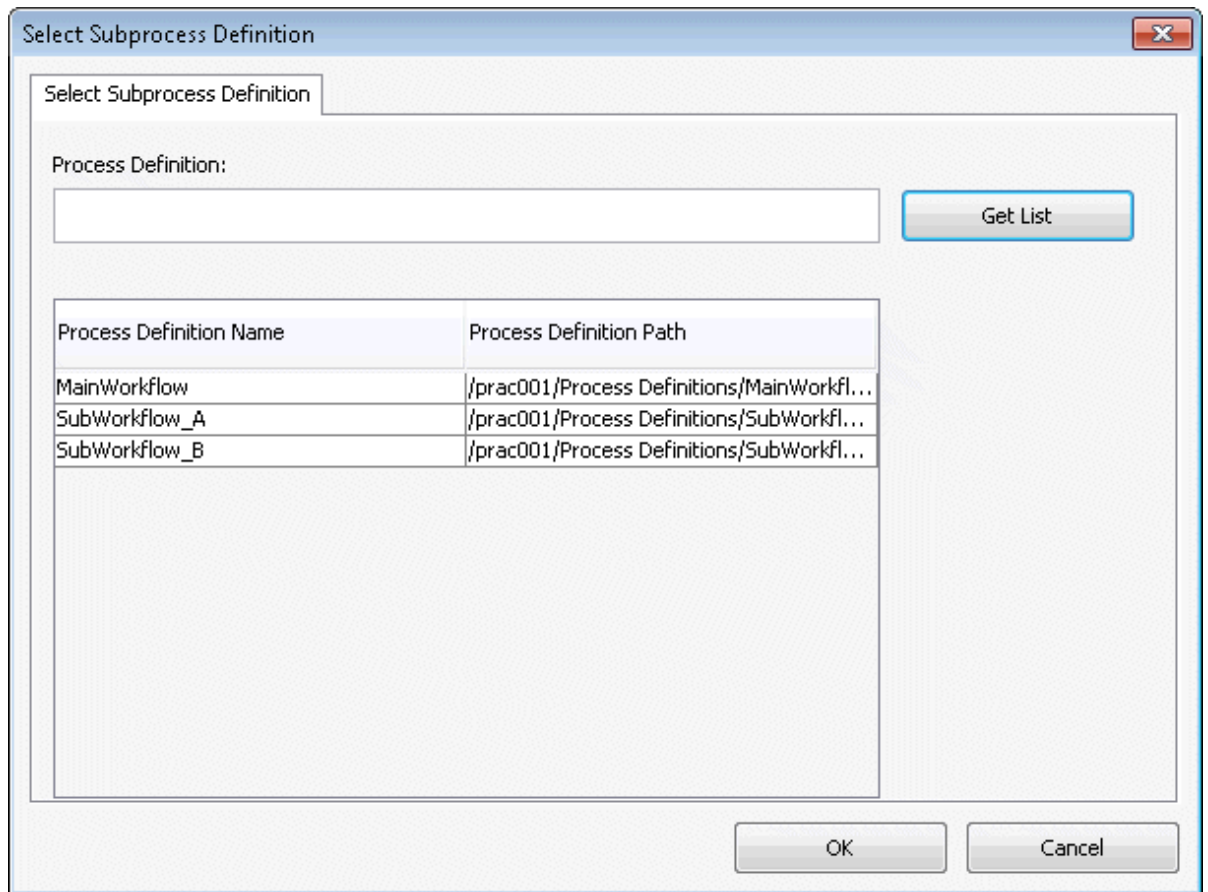 Select Subprocess Definition
Select Subprocess Definition
Process Definition:
Get List
Process Definition Name Process Definition Path
MainWorkflow /prac001/Process Definitions/MainWorkfl...
SubWorkflow_A /prac001/Process Definitions/SubWorkfl...
SubWorkflow_B /prac001/Process Definitions/SubWorkfl...
OK Cancel